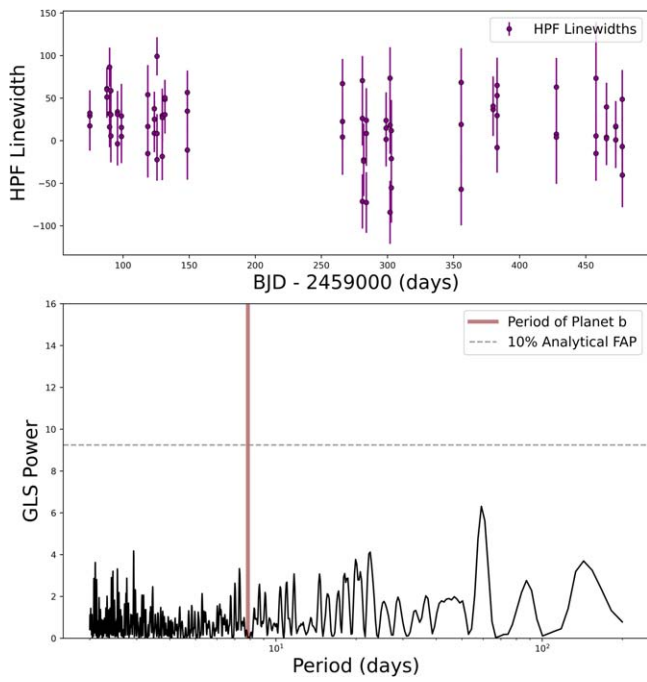 150
100
50
0
−50
−100
HPF Linewidth
HPF Linewidths
100 150 200 250 300 350 400 450
BJD - 2459000 (days)
16
14
12
10
8
6
4
2
0
GLS Power
Period of Planet b
10% Analytical FAP
10¹ 10²
Period (days)